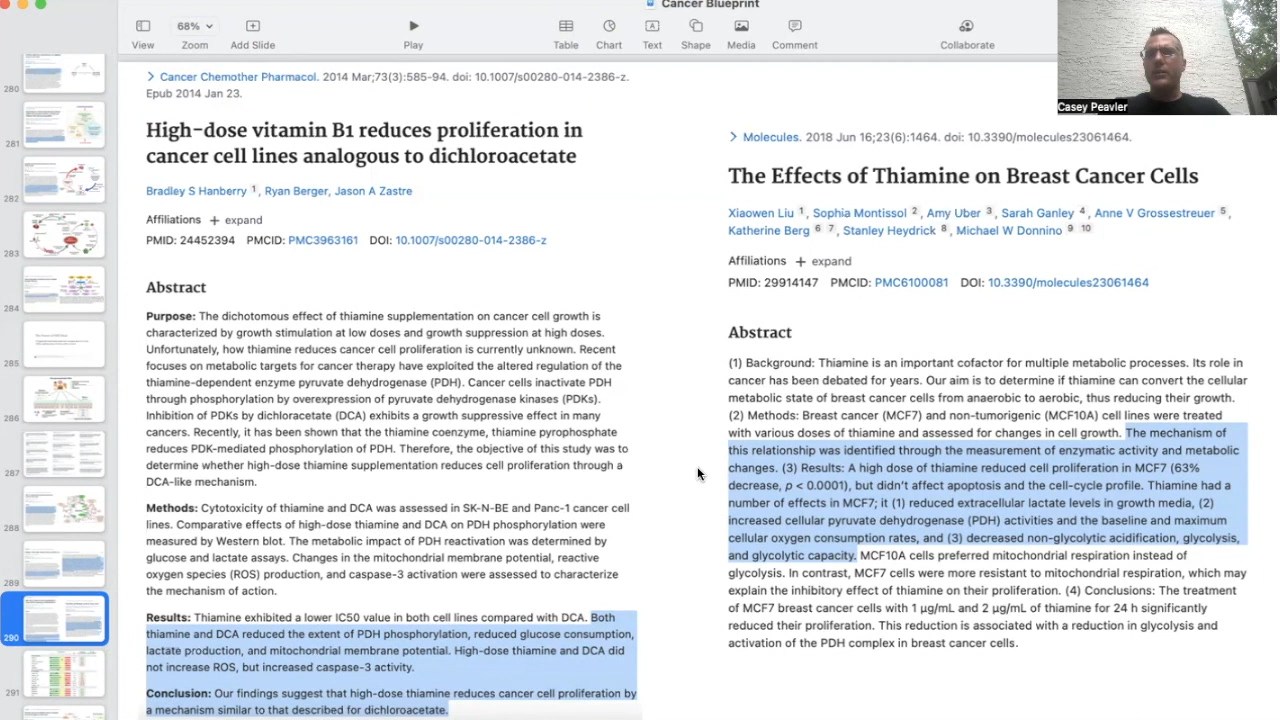 Cancer Blueprint
68%
View
Zoom
Add Slide
Play
Table
Chart
Text
Shape
Media
Comment
Collaborate
Casey Peavler
280
281
282
283
284
285
286
287
288
289
290
291
Cancer Chemother Pharmacol. 2014 Mar;73(3):585-94. doi: 10.1007/s00280-014-2386-z.
Epub 2014 Jan 23.
High-dose vitamin B1 reduces proliferation in
cancer cell lines analogous to dichloroacetate
Bradley S Hanberry 1, Ryan Berger, Jason A Zastre
Affiliations + expand
PMID: 24452394 PMCID: PMC3963161 DOI: 10.1007/s00280-014-2386-z
Abstract
Purpose: The dichotomous effect of thiamine supplementation on cancer cell growth is
characterized by growth stimulation at low doses and growth suppression at high doses.
Unfortunately, how thiamine reduces cancer cell proliferation is currently unknown. Recent
focuses on metabolic targets for cancer therapy have exploited the altered regulation of the
thiamine-dependent enzyme pyruvate dehydrogenase (PDH). Cancer cells inactivate PDH
through phosphorylation by overexpression of pyruvate dehydrogenase kinases (PDKs).
Inhibition of PDKs by dichloracetate (DCA) exhibits a growth suppressive effect in many
cancers. Recently, it has been shown that the thiamine coenzyme, thiamine pyrophosphate
reduces PDK-mediated phosphorylation of PDH. Therefore, the objective of this study was to
determine whether high-dose thiamine supplementation reduces cell proliferation through a
DCA-like mechanism.
Methods: Cytotoxicity of thiamine and DCA was assessed in SK-N-BE and Panc-1 cancer cell
lines. Comparative effects of high-dose thiamine and DCA on PDH phosphorylation were
measured by Western blot. The metabolic impact of PDH reactivation was determined by
glucose and lactate assays. Changes in the mitochondrial membrane potential, reactive
oxygen species (ROS) production, and caspase-3 activation were assessed to characterize
the mechanism of action.
Results: Thiamine exhibited a lower IC50 value in both cell lines compared with DCA. Both
thiamine and DCA reduced the extent of PDH phosphorylation, reduced glucose consumption,
lactate production, and mitochondrial membrane potential. High-dose thiamine and DCA did
not increase ROS, but increased caspase-3 activity.
Conclusion: Our findings suggest that high-dose thiamine reduces cancer cell proliferation by
a mechanism similar to that described for dichloroacetate.
Molecules. 2018 Jun 16;23(6):1464. doi: 10.3390/molecules23061464.
The Effects of Thiamine on Breast Cancer Cells
Xiaowen Liu 1, Sophia Montissol 2, Amy Uber 3, Sarah Ganley 4, Anne V Grossestreuer 5,
Katherine Berg 6 7, Stanley Heydrick 8, Michael W Donnino 9 10
Affiliations + expand
PMID: 29914147 PMCID: PMC6100081 DOI: 10.3390/molecules23061464
Abstract
(1) Background: Thiamine is an important cofactor for multiple metabolic processes. Its role in
cancer has been debated for years. Our aim is to determine if thiamine can convert the cellular
metabolic state of breast cancer cells from anaerobic to aerobic, thus reducing their growth.
(2) Methods: Breast cancer (MCF7) and non-tumorigenic (MCF10A) cell lines were treated
with various doses of thiamine and assessed for changes in cell growth. The mechanism of
this relationship was identified through the measurement of enzymatic activity and metabolic
changes. (3) Results: A high dose of thiamine reduced cell proliferation in MCF7 (63%
decrease, p < 0.0001), but didn't affect apoptosis and the cell-cycle profile. Thiamine had a
number of effects in MCF7; it (1) reduced extracellular lactate levels in growth media, (2)
increased cellular pyruvate dehydrogenase (PDH) activities and the baseline and maximum
cellular oxygen consumption rates, and (3) decreased non-glycolytic acidification, glycolysis,
and glycolytic capacity. MCF10A cells preferred mitochondrial respiration instead of
glycolysis. In contrast, MCF7 cells were more resistant to mitochondrial respiration, which may
explain the inhibitory effect of thiamine on their proliferation. (4) Conclusions: The treatment
of MCF7 breast cancer cells with 1 μg/mL and 2 μg/mL of thiamine for 24 h significantly
reduced their proliferation. This reduction is associated with a reduction in glycolysis and
activation of the PDH complex in breast cancer cells.